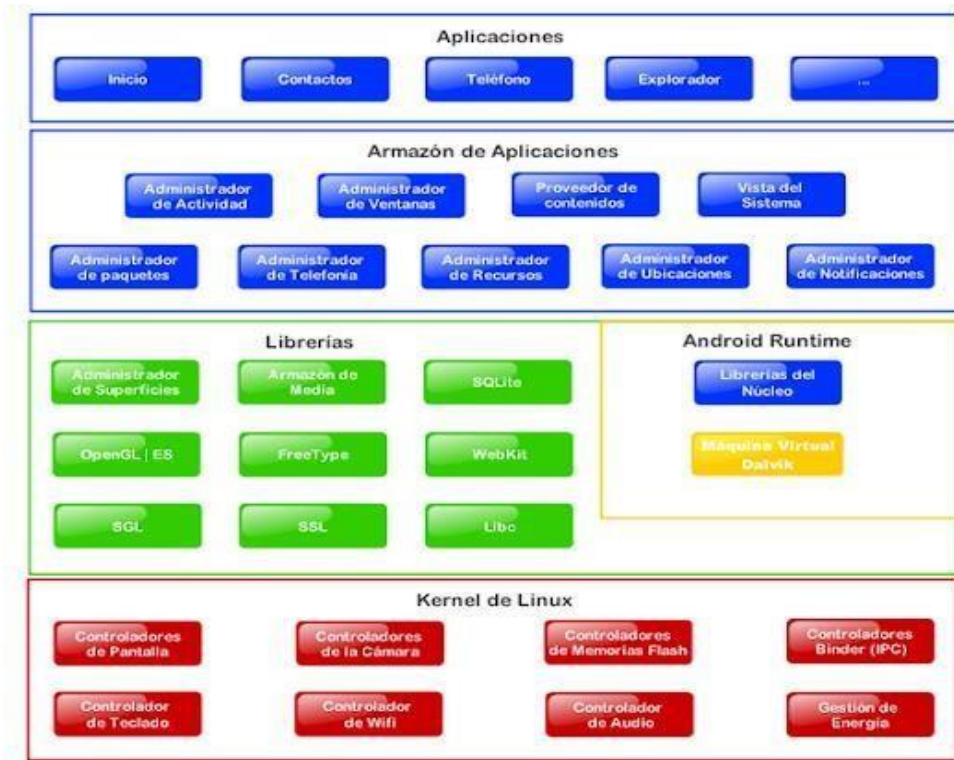 Aplicaciones
Inicio
Contactos
Teléfono
Explorador
...
Armazón de Aplicaciones
Administrador
de Actividad
Administrador
de Ventanas
Proveedor de
contenidos
Vista del
Sistema
Administrador
de paquetes
Administrador
de Telefonía
Administrador
de Recursos
Administrador
de Ubicaciones
Administrador
de Notificaciones
Librerías
Administrador
de Superficies
Armazón de
Media
SQLite
OpenGL | ES
FreeType
WebKit
SGL
SSL
Libc
Android Runtime
Librerías del
Núcleo
Máquina Virtual
Dalvik
Kernel de Linux
Controladores
de Pantalla
Controladores
de la Cámara
Controladores
de Memorias Flash
Controladores
Binder (IPC)
Controlador
de Teclado
Controlador
de Wifi
Controlador
de Audio
Gestión de
Energía